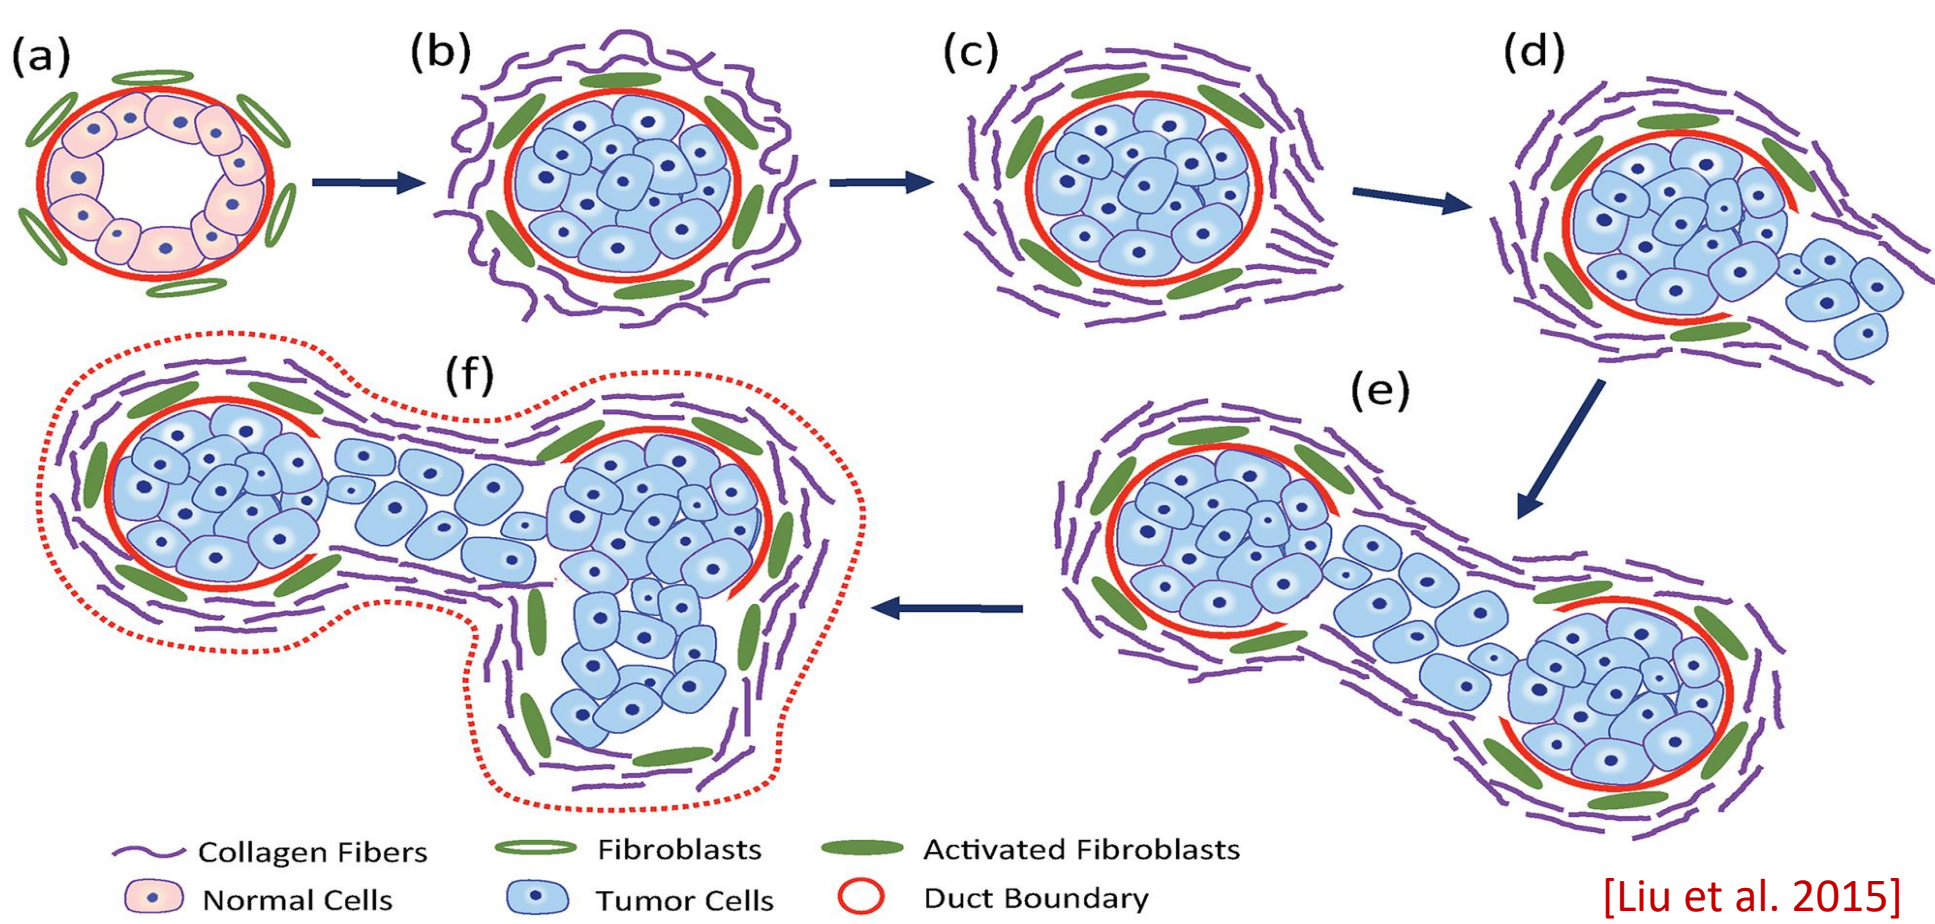 (a)
(b)
(c)
(d)
(f)
(e)
Collagen Fibers
Fibroblasts
Activated Fibroblasts
Normal Cells
Tumor Cells
Duct Boundary
[Liu et al. 2015]